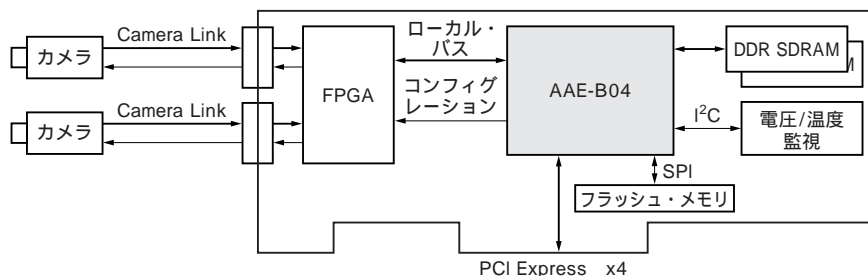 カメラ
Camera Link
カメラ
Camera Link
FPGA
ローカル・
バス
コンフィグ
レーション
AAE-B04
DDR SDRAM
M
I²C
電圧/温度
監視
SPI
フラッシュ・メモリ
PCI Express x4